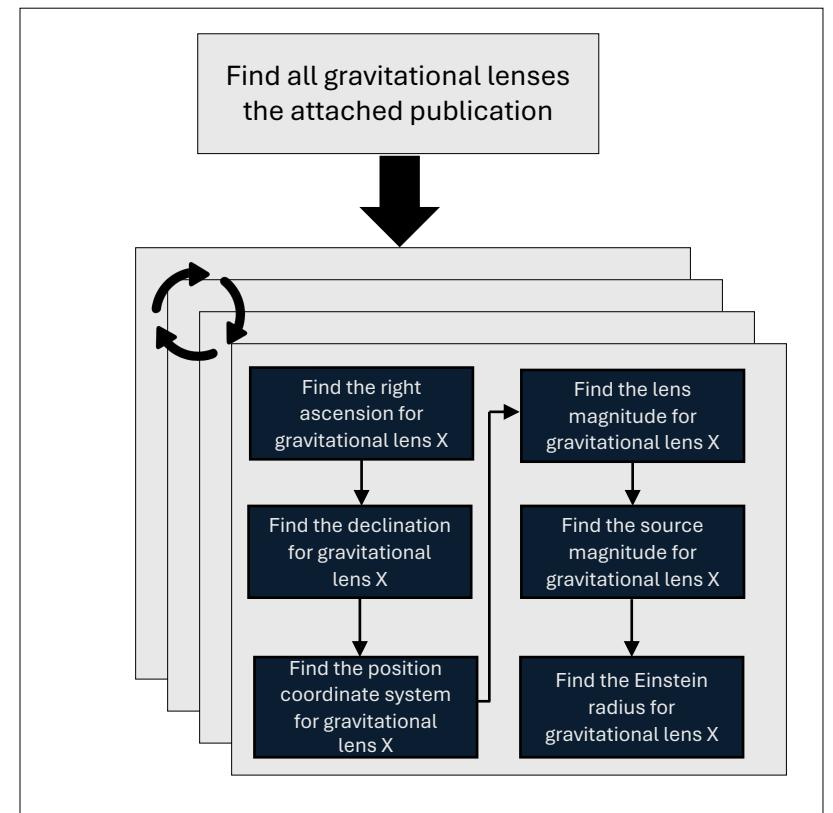 Find all gravitational lenses
the attached publication
Find the right
ascension for
gravitational lens X
Find the declination
for gravitational
lens X
Find the position
coordinate system
for gravitational
lens X
Find the lens
magnitude for
gravitational lens X
Find the source
magnitude for
gravitational lens X
Find the Einstein
radius for
gravitational lens X